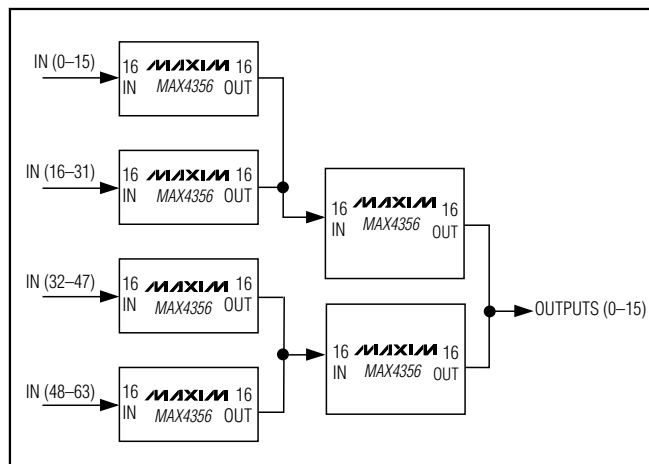 IN (0–15)
16 MAXIM 16
IN MAX4356 OUT
IN (16–31)
16 MAXIM 16
IN MAX4356 OUT
16 MAXIM 16
IN MAX4356 OUT
IN (32–47)
16 MAXIM 16
IN MAX4356 OUT
OUTPUTS (0–15)
16 MAXIM 16
IN MAX4356 OUT
IN (48–63)
16 MAXIM 16
IN MAX4356 OUT